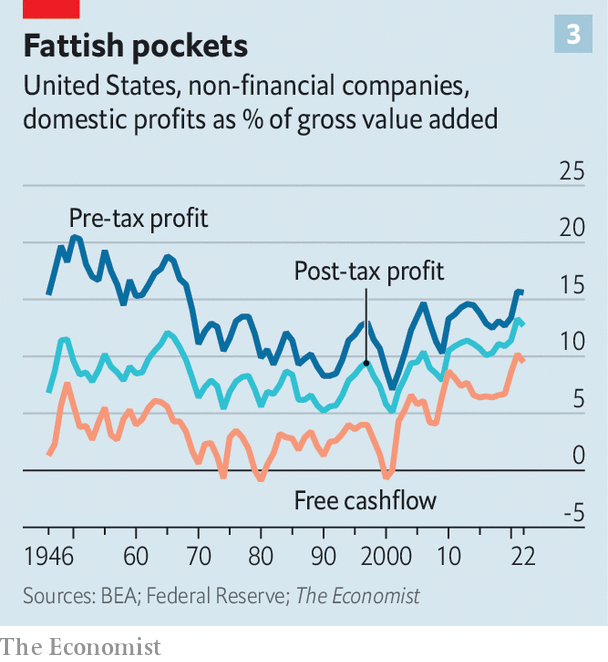 3
Fattish pockets
United States, non-financial companies,
domestic profits as % of gross value added
25
Pre-tax profit
20
Post-tax profit
15
10
5
0
Free cashflow
-5
1946 60 70 80 90 2000 10 22
Sources: BEA; Federal Reserve; The Economist
The Economist